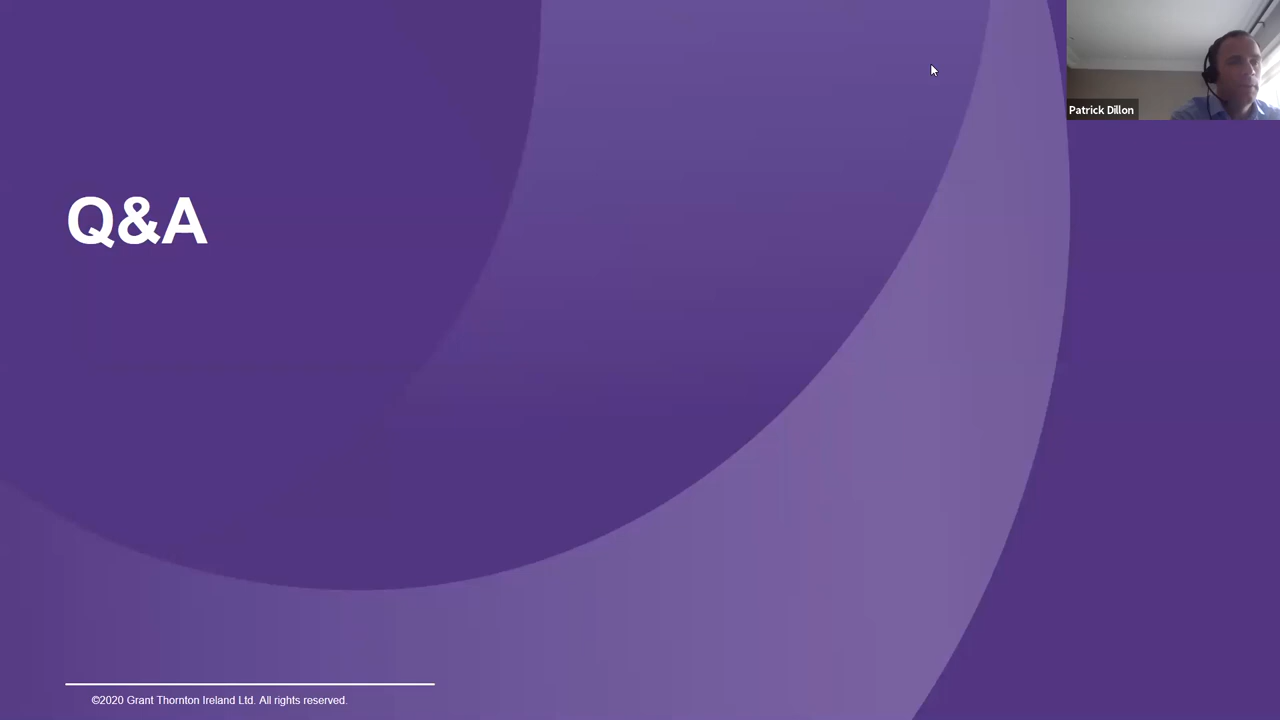 Patrick Dillon
Q&A
©2020 Grant Thornton Ireland Ltd. All rights reserved.